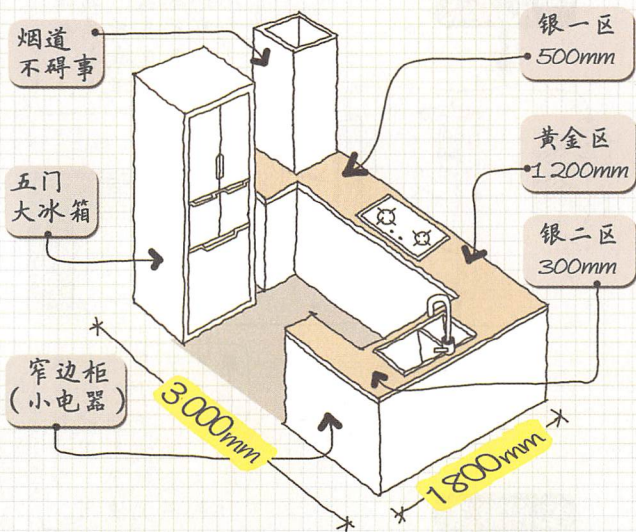 烟道
不碍事
银一区
500mm
黄金区
1200mm
五门
大冰箱
银二区
300mm
窄边柜
(小电器)
3000mm
1800mm